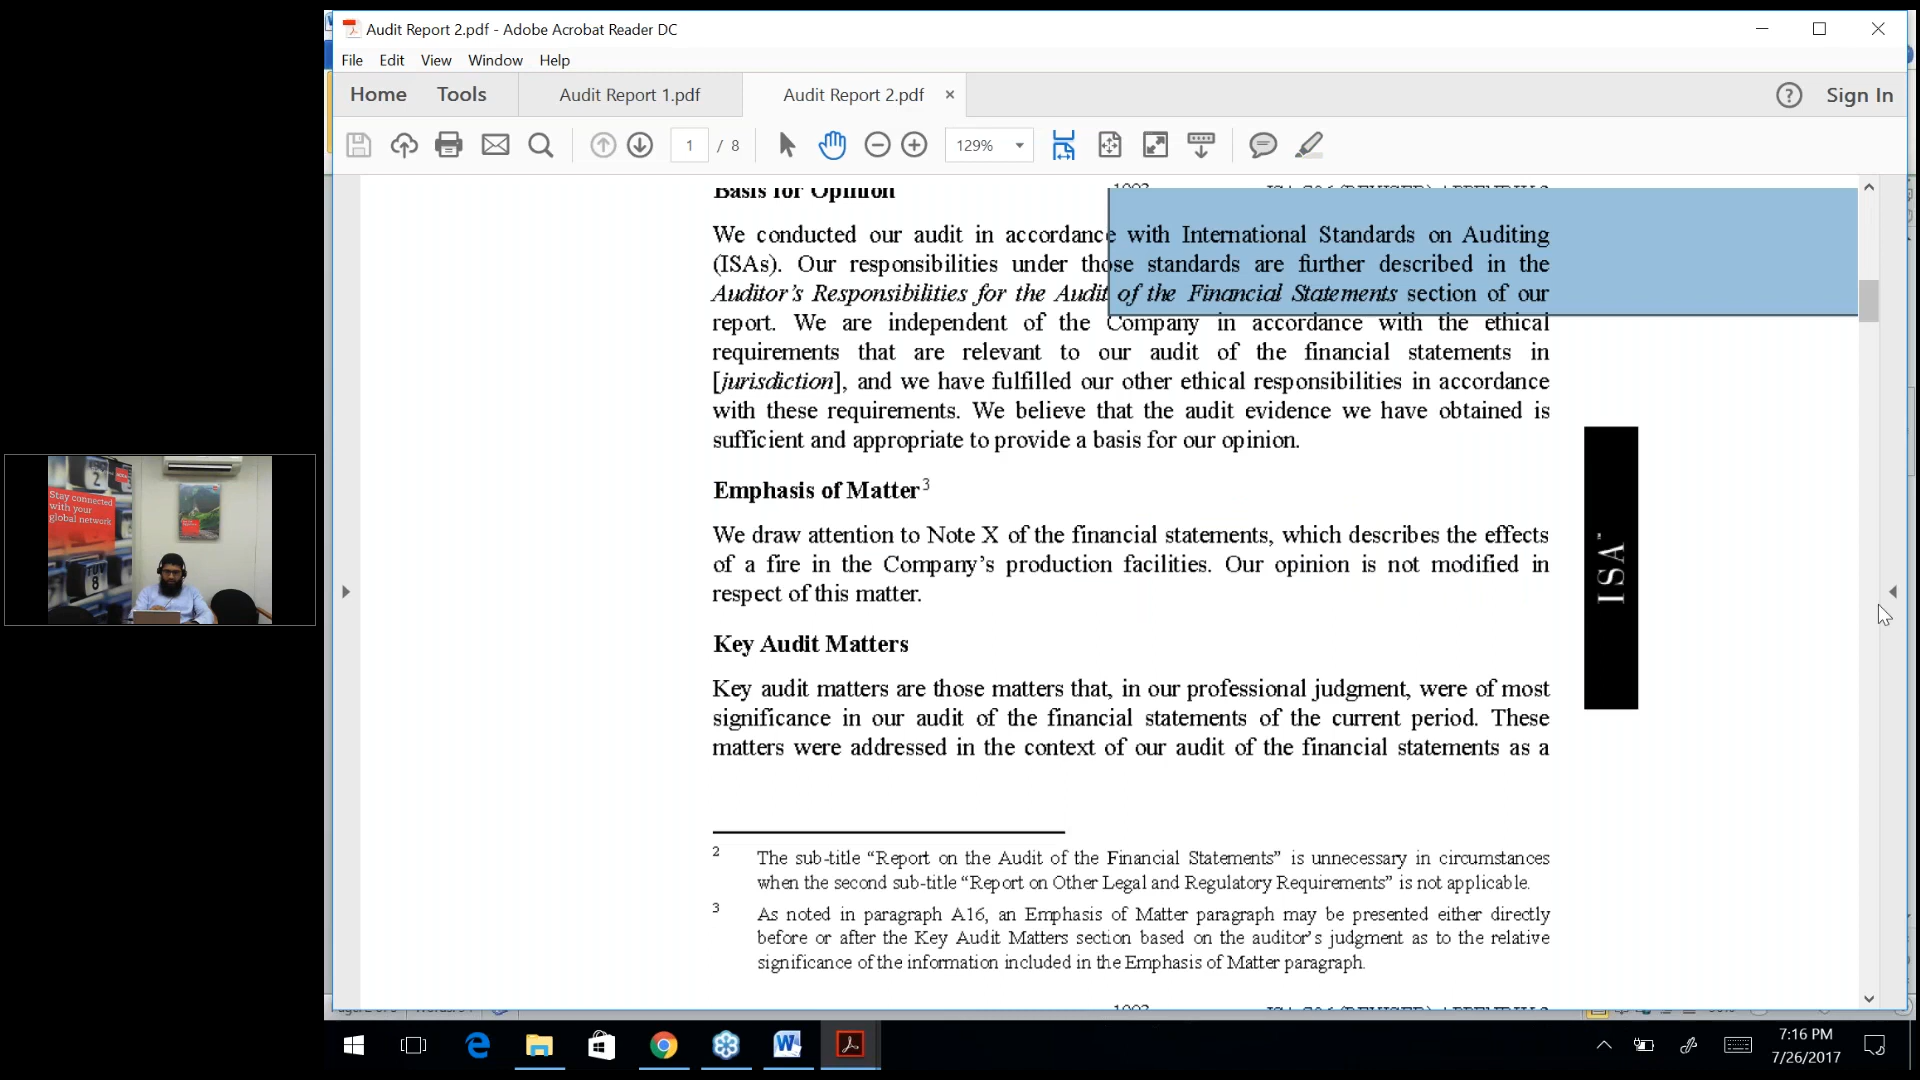 Audit Report 2.pdf - Adobe Acrobat Reader DC
File Edit View Window Help
Home Tools Audit Report 1.pdf Audit Report 2.pdf × ? Sign In
1 / 8 129%
Basis for Opinion
We conducted our audit in accordance with International Standards on Auditing
(ISAs). Our responsibilities under those standards are further described in the
Auditor’s Responsibilities for the Audit of the Financial Statements section of our
report. We are independent of the Company in accordance with the ethical
requirements that are relevant to our audit of the financial statements in
[jurisdiction], and we have fulfilled our other ethical responsibilities in accordance
with these requirements. We believe that the audit evidence we have obtained is
sufficient and appropriate to provide a basis for our opinion.
Emphasis of Matter3
We draw attention to Note X of the financial statements, which describes the effects
of a fire in the Company’s production facilities. Our opinion is not modified in
respect of this matter.
Key Audit Matters
Key audit matters are those matters that, in our professional judgment, were of most
significance in our audit of the financial statements of the current period. These
matters were addressed in the context of our audit of the financial statements as a
ISA™
2 The sub-title “Report on the Audit of the Financial Statements” is unnecessary in circumstances
when the second sub-title “Report on Other Legal and Regulatory Requirements” is not applicable.
3 As noted in paragraph A16, an Emphasis of Matter paragraph may be presented either directly
before or after the Key Audit Matters section based on the auditor’s judgment as to the relative
significance of the information included in the Emphasis of Matter paragraph.
Stay connected
with your
global network
2
8
7:16 PM
7/26/2017